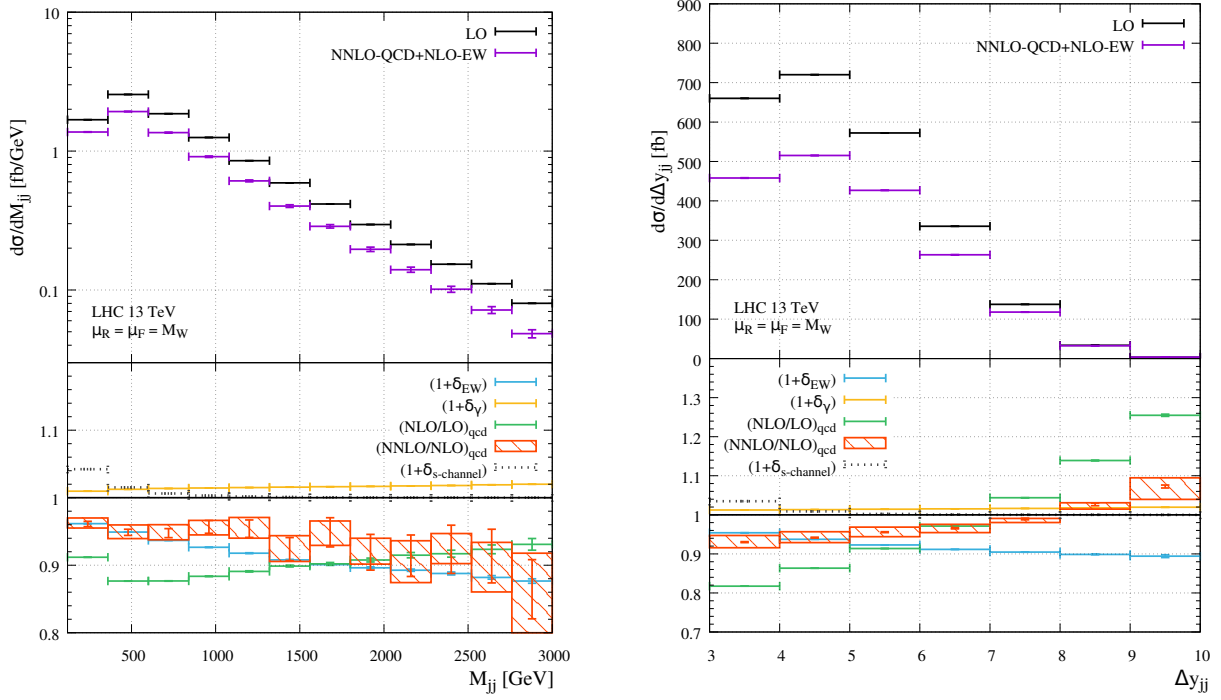 LO
NNLO-QCD+NLO-EW
dσ/dM_jj [fb/GeV]
10
1
0.1
LHC 13 TeV
μ_R = μ_F = M_W
(1+δ_EW)
(1+δ_γ)
(NLO/LO)_qcd
(NNLO/NLO)_qcd
(1+δ_s-channel)
1.1
1
0.9
0.8
500
1000
1500
2000
2500
3000
M_jj [GeV]
LO
NNLO-QCD+NLO-EW
dσ/dΔy_jj [fb]
900
800
700
600
500
400
300
200
100
0
LHC 13 TeV
μ_R = μ_F = M_W
(1+δ_EW)
(1+δ_γ)
(NLO/LO)_qcd
(NNLO/NLO)_qcd
(1+δ_s-channel)
1.3
1.2
1.1
1
0.9
0.8
0.7
3
4
5
6
7
8
9
10
Δy_jj